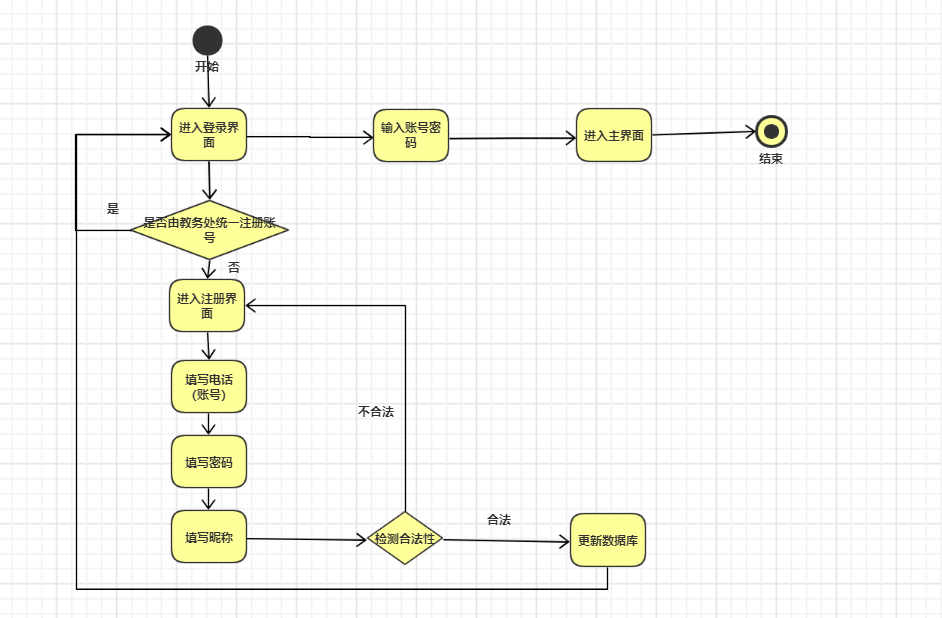 开始
进入登录界
面
输入账号密
码
进入主界面
结束
是
是否由教务处统一注册账
号
否
进入注册界
面
填写电话
(账号)
不合法
填写密码
填写昵称
检测合法性
合法
更新数据库